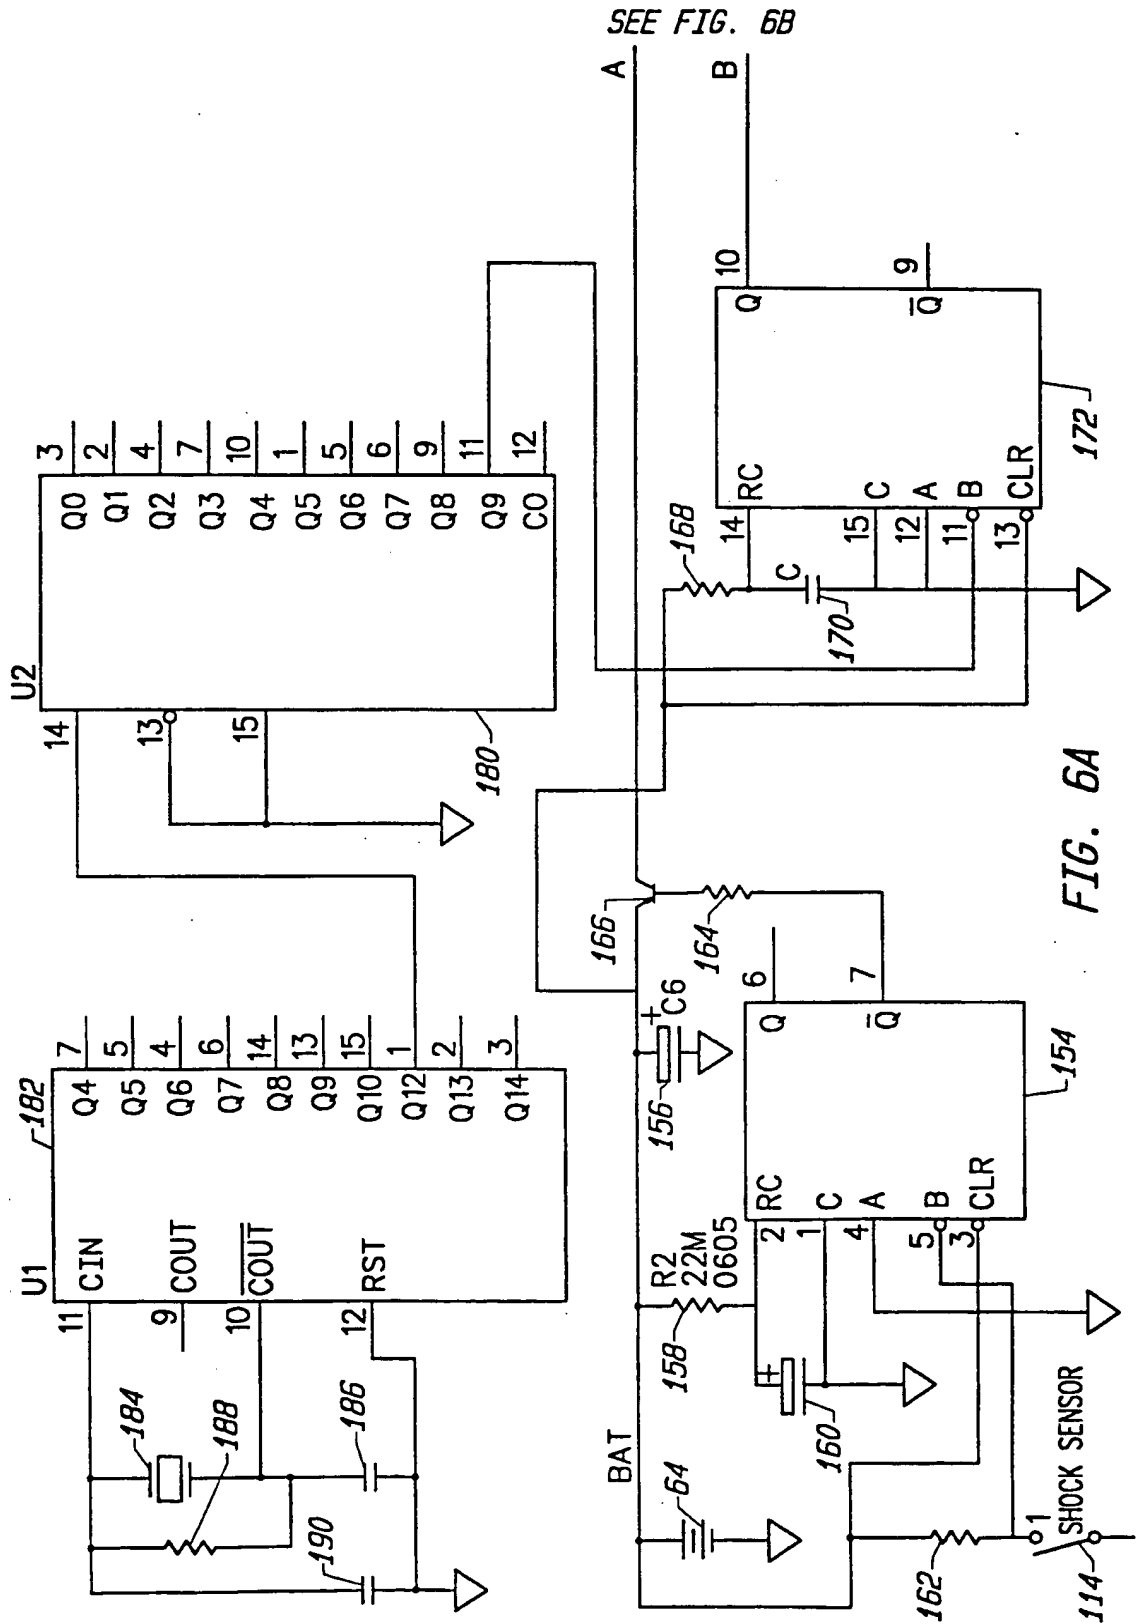 SEE FIG. 6B
A
B
U1
182
11
CIN
9
COUT
10
COUT
12
RST
Q4
7
Q5
5
Q6
4
Q7
6
Q8
14
Q9
13
Q10
15
Q12
1
Q13
2
Q14
3
184
188
186
190
U2
14
13
15
180
Q0
3
Q1
2
Q2
4
Q3
7
Q4
10
Q5
1
Q6
5
Q7
6
Q8
9
Q9
11
CO
12
BAT
64
R2
22M
0605
158
+
160
+
C6
156
166
164
RC
2
C
1
A
4
B
5
CLR
3
Q
6
Q
7
154
162
1
SHOCK SENSOR
114
168
C
170
RC
14
C
15
A
12
B
11
CLR
13
Q
10
Q
9
172
FIG. 6A